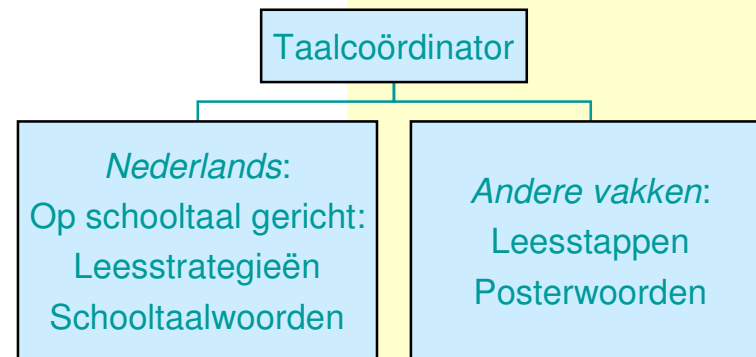 Taalcoördinator
Nederlands:
Op schooltaal gericht:
Leesstrategieën
Schooltaalwoorden
Andere vakken:
Leesstappen
Posterwoorden